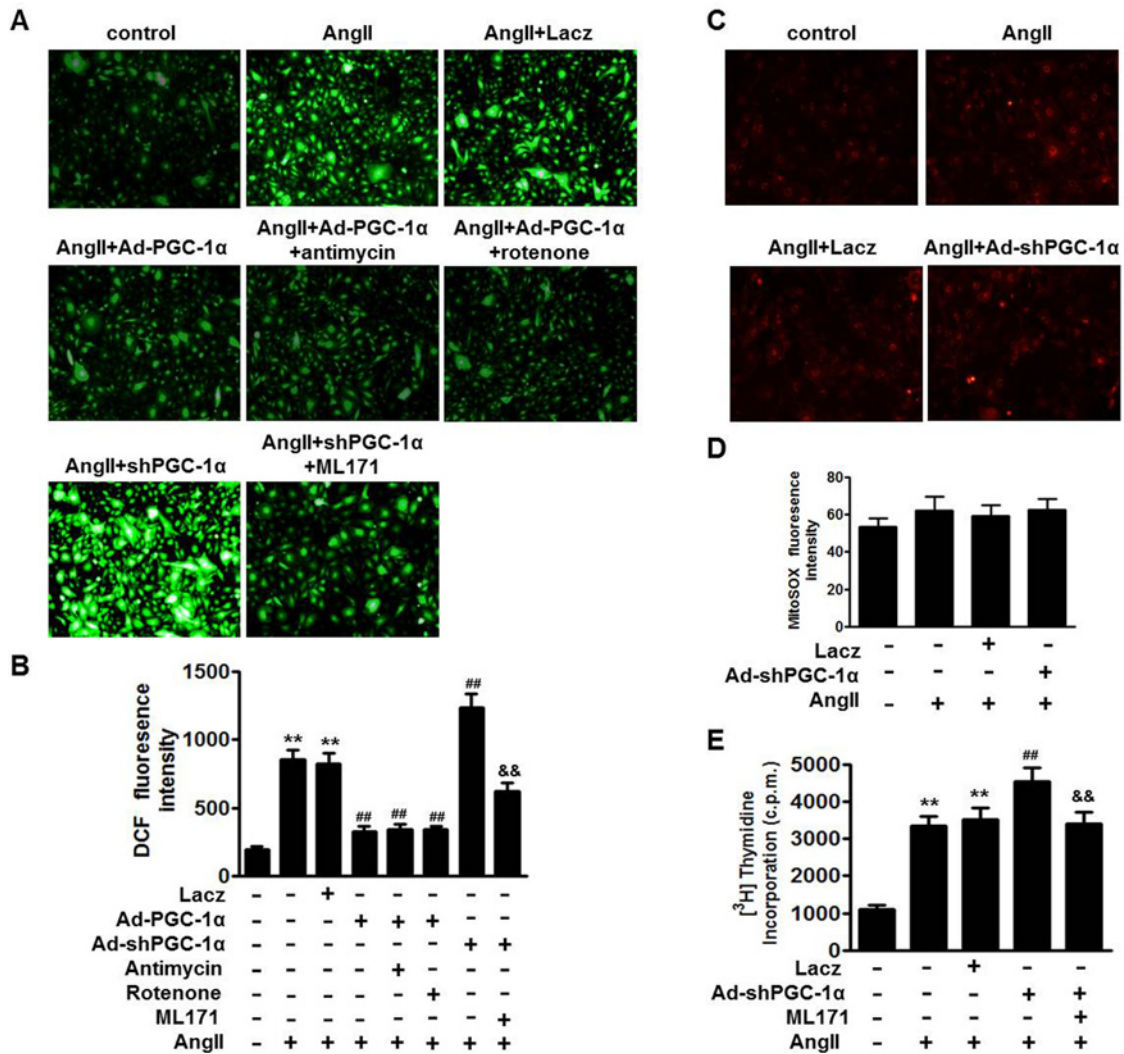 A
control AngII AngII+Lacz
AngII+Ad-PGC-1α AngII+Ad-PGC-1α AngII+Ad-PGC-1α
+antimycin +rotenone
AngII+shPGC-1α AngII+shPGC-1α
+ML171
B
1500
1000
500
0
DCF fluoresence
intensity
** ** ## ## ## ## &&
Lacz - - + - - - - -
Ad-PGC-1α - - - + + + - -
Ad-shPGC-1α - - - - - - + +
Antimycin - - - - + - - -
Rotenone - - - - - + - -
ML171 - - - - - - - +
AngII - + + + + + + +
C
control AngII
AngII+Lacz AngII+Ad-shPGC-1α
D
80
60
40
20
0
MitoSOX fluoresence
Intensity
Lacz - - + -
Ad-shPGC-1α - - - +
AngII - + + +
E
5000
4000
3000
2000
1000
0
[³H] Thymidine
Incorporation (c.p.m.)
** ** ## &&
Lacz - - + - -
Ad-shPGC-1α - - - + +
ML171 - - - - +
AngII - + + + +